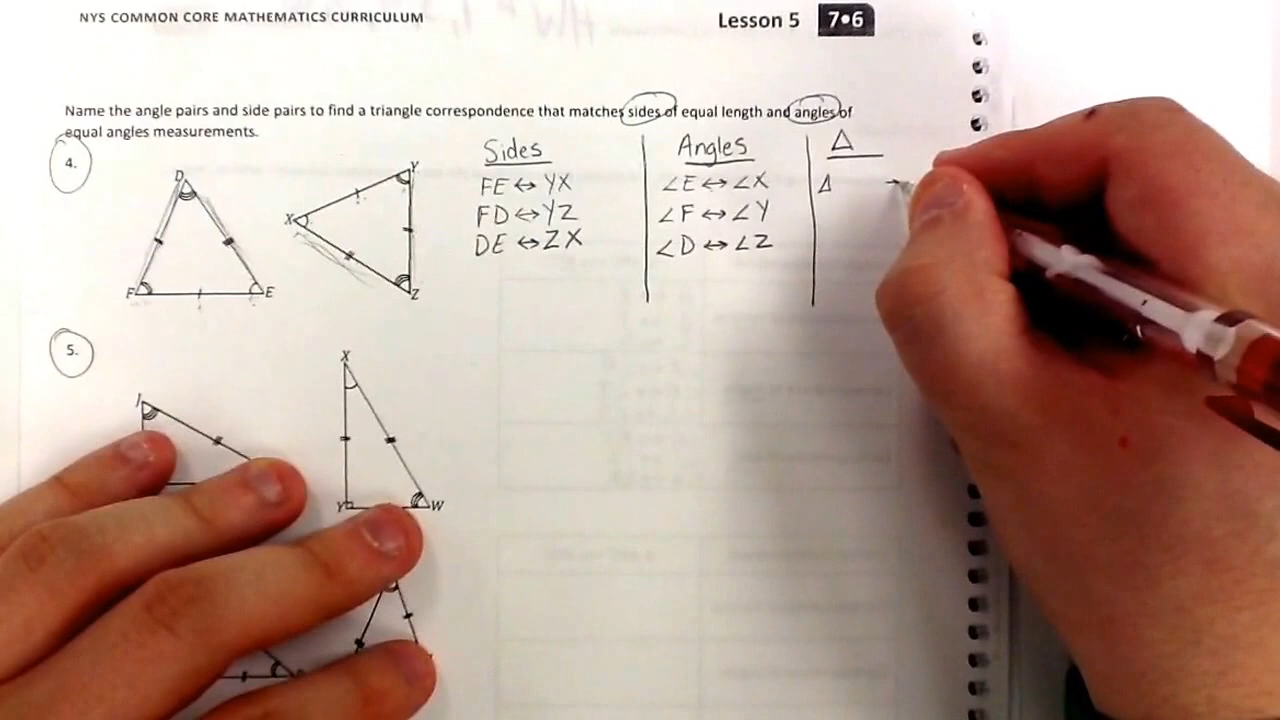 NYS COMMON CORE MATHEMATICS CURRICULUM
Lesson 5 7•6
Name the angle pairs and side pairs to find a triangle correspondence that matches sides of equal length and angles of
equal angles measurements.
Sides Angles Δ
4.
FE ↔ YX ∠E ↔ ∠X Δ
FD ↔ YZ ∠F ↔ ∠Y
DE ↔ ZX ∠D ↔ ∠Z
D
Y
X
F E
Z
5.
X
Y W